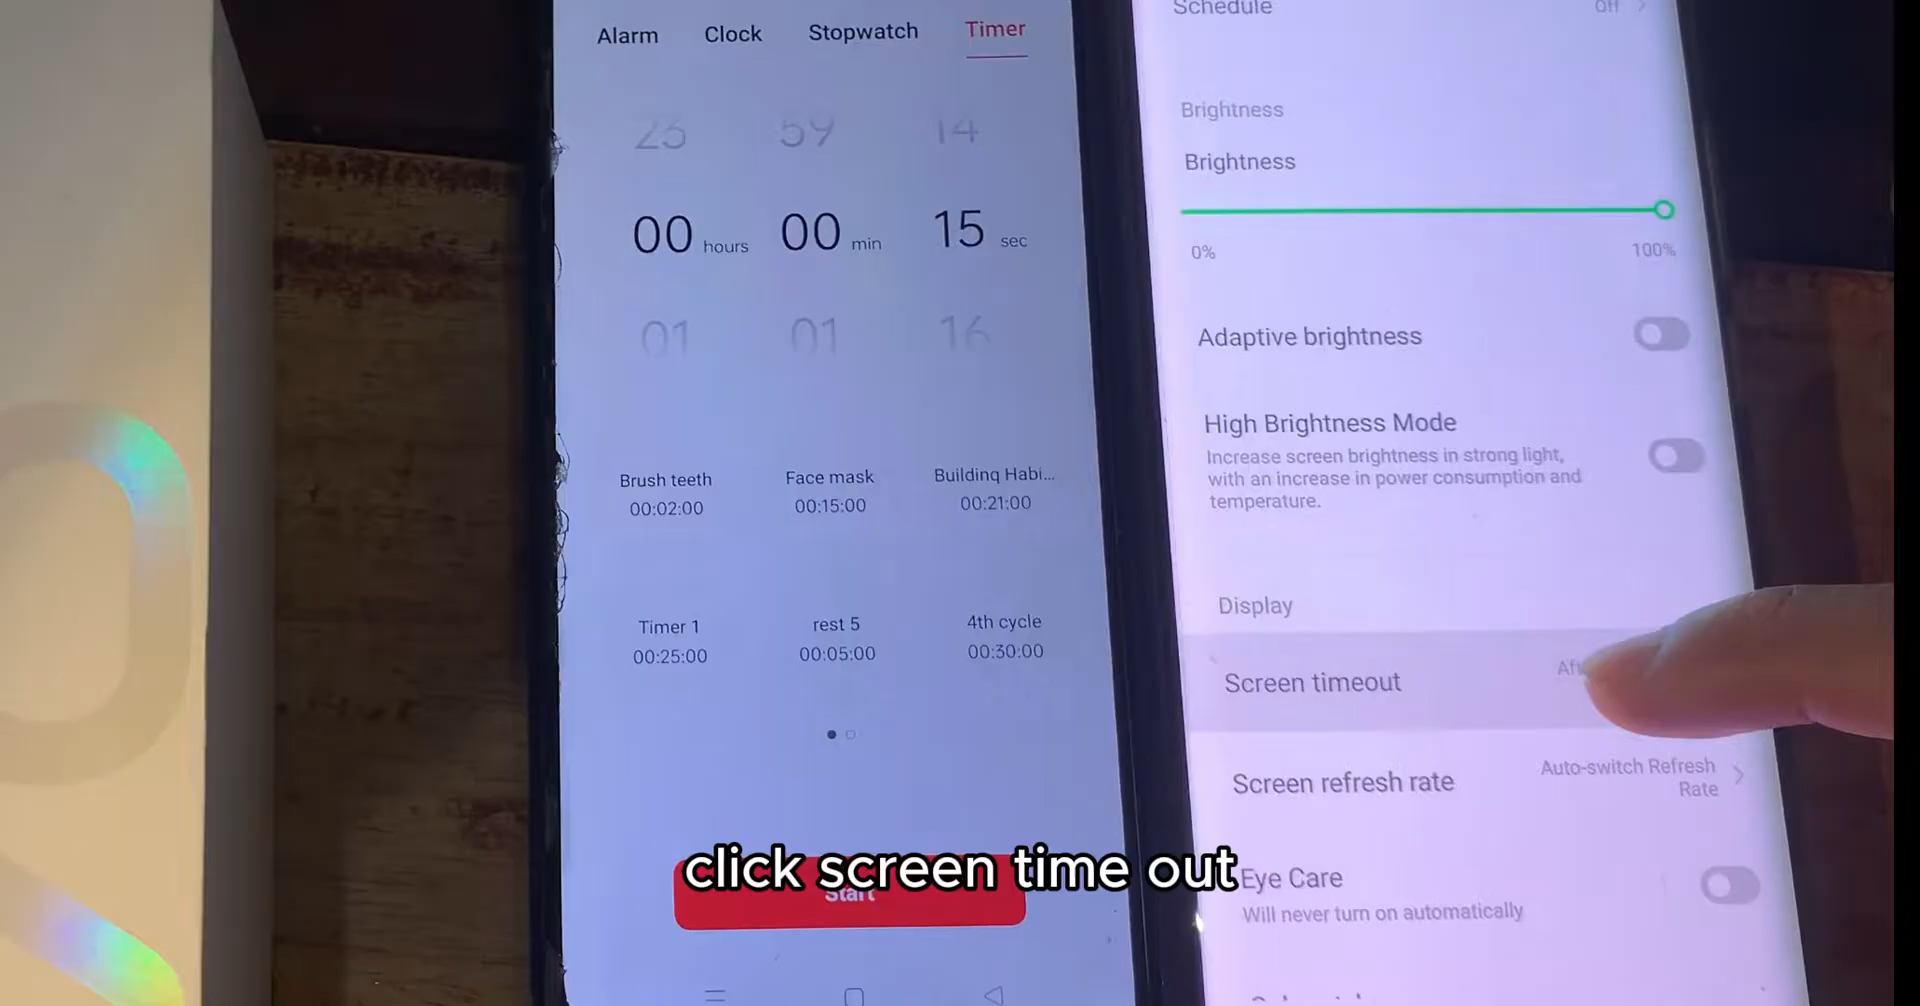 Alarm Clock Stopwatch Timer
23 59 14
00 hours 00 min 15 sec
01 01 16
Brush teeth Face mask Building Habi...
00:02:00 00:15:00 00:21:00
Timer 1 rest 5 4th cycle
00:25:00 00:05:00 00:30:00
Start
Schedule Off
Brightness
Brightness
0% 100%
Adaptive brightness
High Brightness Mode
Increase screen brightness in strong light,
with an increase in power consumption and
temperature.
Display
Screen timeout
Screen refresh rate Auto-switch Refresh
Rate
Eye Care
Will never turn on automatically
click screen time out